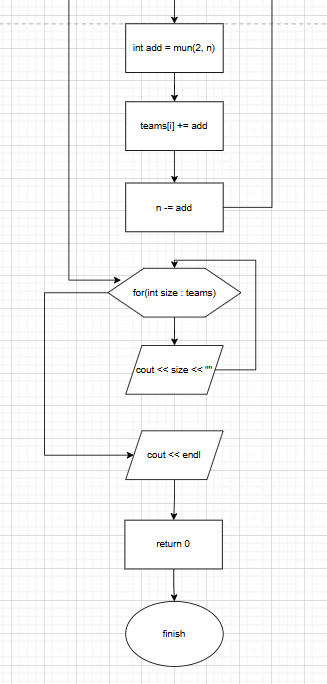 int add = mun(2, n)
teams[i] += add
n -= add
for(int size : teams)
cout << size << ""
cout << endl
return 0
finish